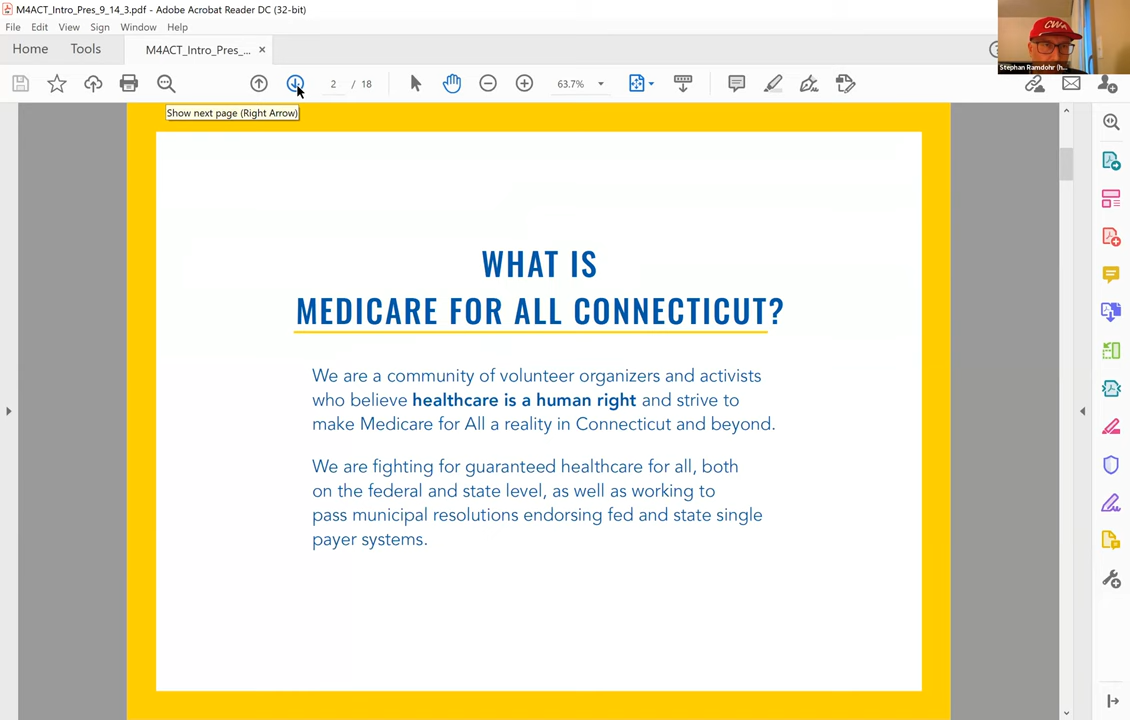 M4ACT_Intro_Pres_9_14_3.pdf - Adobe Acrobat Reader DC (32-bit)
File Edit View Sign Window Help
Home Tools M4ACT_Intro_Pres_... ×
2 / 18 63.7%
Show next page (Right Arrow)
CWA
Stephan Ramdohr (h...
WHAT IS
MEDICARE FOR ALL CONNECTICUT?
We are a community of volunteer organizers and activists
who believe healthcare is a human right and strive to
make Medicare for All a reality in Connecticut and beyond.
We are fighting for guaranteed healthcare for all, both
on the federal and state level, as well as working to
pass municipal resolutions endorsing fed and state single
payer systems.